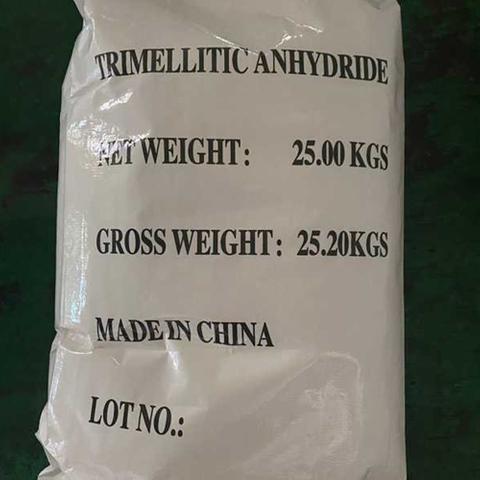 TRIMELLITIC ANHYDRIDE
NET WEIGHT: 25.00 KGS
GROSS WEIGHT: 25.20KGS
MADE IN CHINA
LOT NO.: